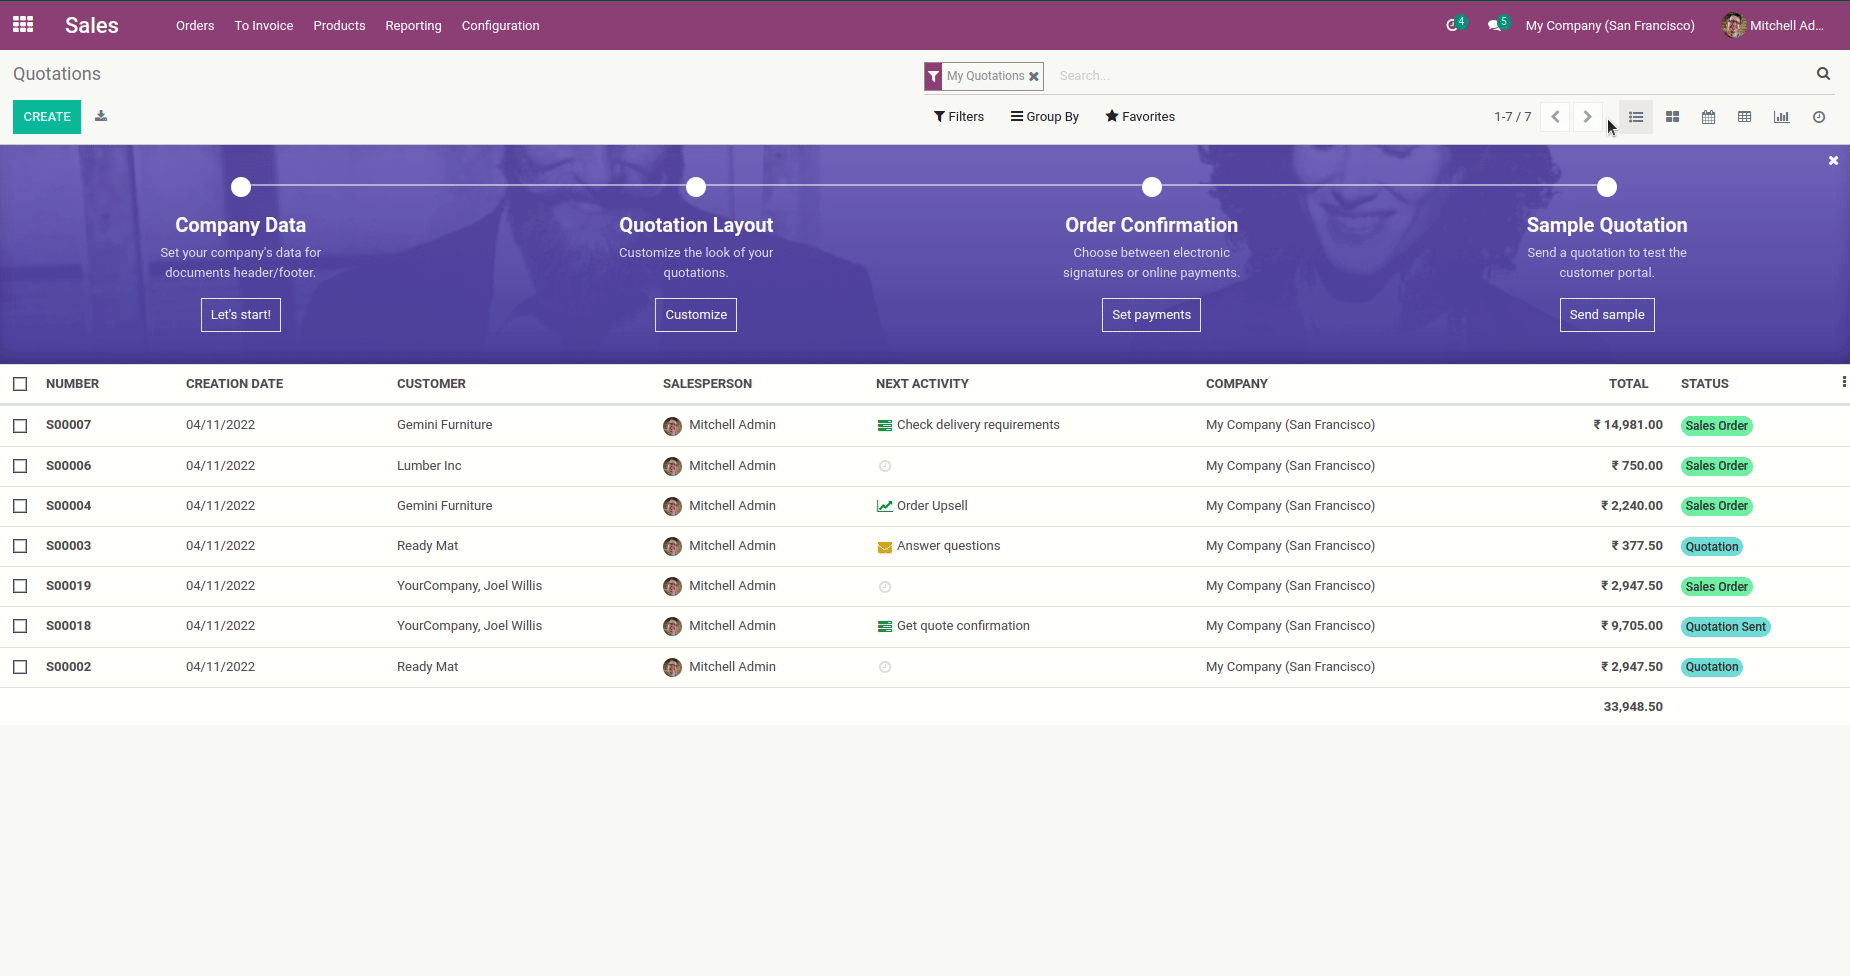 Sales Orders To Invoice Products Reporting Configuration 4 5 My Company (San Francisco) Mitchell Ad...
Quotations My Quotations Search...
CREATE Filters Group By Favorites 1-7 / 7
Company Data Quotation Layout Order Confirmation Sample Quotation
Set your company's data for Customize the look of your Choose between electronic Send a quotation to test the
documents header/footer. quotations. signatures or online payments. customer portal.
Let's start! Customize Set payments Send sample
NUMBER CREATION DATE CUSTOMER SALESPERSON NEXT ACTIVITY COMPANY TOTAL STATUS
S00007 04/11/2022 Gemini Furniture Mitchell Admin Check delivery requirements My Company (San Francisco) ₹ 14,981.00 Sales Order
S00006 04/11/2022 Lumber Inc Mitchell Admin My Company (San Francisco) ₹ 750.00 Sales Order
S00004 04/11/2022 Gemini Furniture Mitchell Admin Order Upsell My Company (San Francisco) ₹ 2,240.00 Sales Order
S00003 04/11/2022 Ready Mat Mitchell Admin Answer questions My Company (San Francisco) ₹ 377.50 Quotation
S00019 04/11/2022 YourCompany, Joel Willis Mitchell Admin My Company (San Francisco) ₹ 2,947.50 Sales Order
S00018 04/11/2022 YourCompany, Joel Willis Mitchell Admin Get quote confirmation My Company (San Francisco) ₹ 9,705.00 Quotation Sent
S00002 04/11/2022 Ready Mat Mitchell Admin My Company (San Francisco) ₹ 2,947.50 Quotation
33,948.50